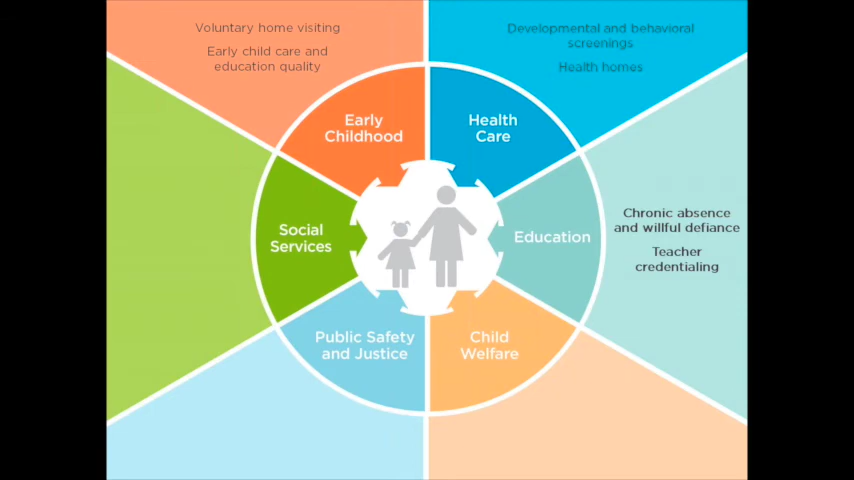 Voluntary home visiting
Early child care and
education quality
Developmental and behavioral
screenings
Health homes
Early
Childhood
Health
Care
Social
Services
Education
Chronic absence
and willful defiance
Teacher
credentialing
Public Safety
and Justice
Child
Welfare